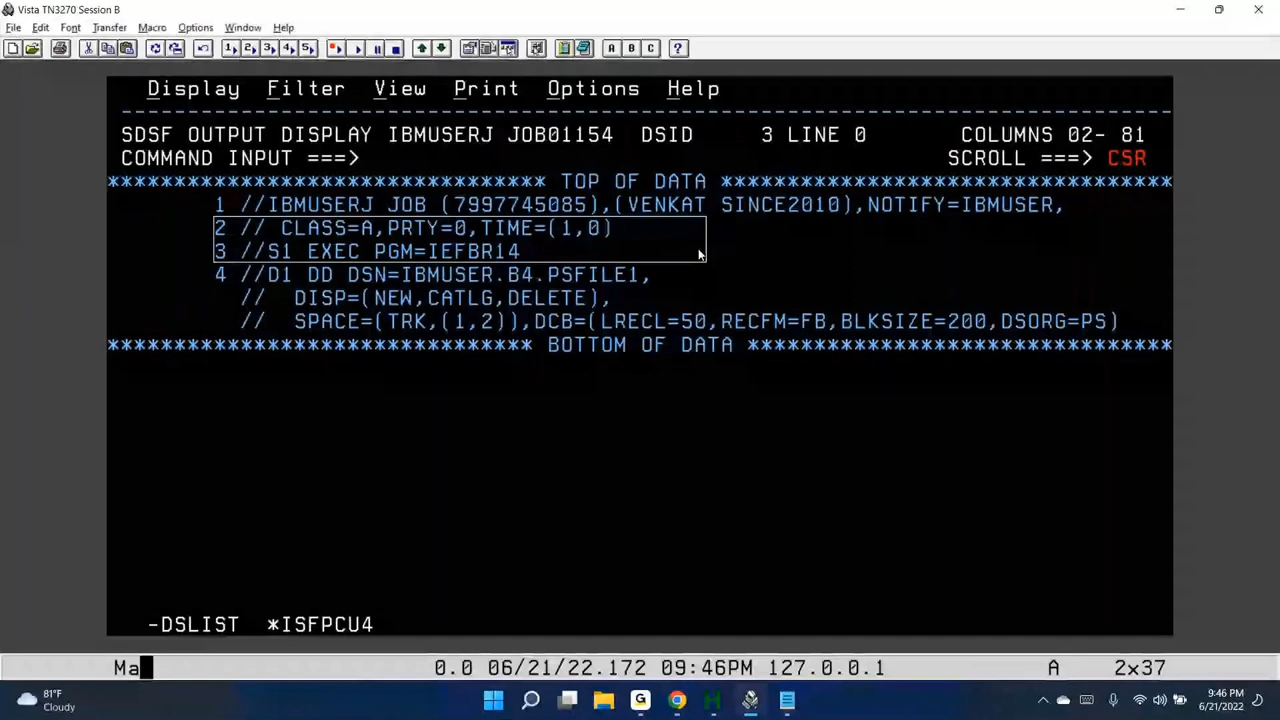 Vista TN3270 Session B
File Edit Font Transfer Macro Options Window Help
1 2 3 4 5 A B C ?
Display Filter View Print Options Help
--------------------------------------------------------------------------------
SDSF OUTPUT DISPLAY IBMUSERJ JOB01154 DSID 3 LINE 0 COLUMNS 02- 81
COMMAND INPUT ===> SCROLL ===> CSR
********************************* TOP OF DATA **********************************
1 //IBMUSERJ JOB (7997745085),(VENKAT SINCE2010),NOTIFY=IBMUSER,
2 // CLASS=A,PRTY=0,TIME=(1,0)
3 //S1 EXEC PGM=IEFBR14
4 //D1 DD DSN=IBMUSER.B4.PSFILE1,
// DISP=(NEW,CATLG,DELETE),
// SPACE=(TRK,(1,2)),DCB=(LRECL=50,RECFM=FB,BLKSIZE=200,DSORG=PS)
******************************** BOTTOM OF DATA ********************************
-DSLIST *ISFPCU4
Ma 0.0 06/21/22.172 09:46PM 127.0.0.1 A 2x37
81°F
Cloudy
G
H
9:46 PM
6/21/2022